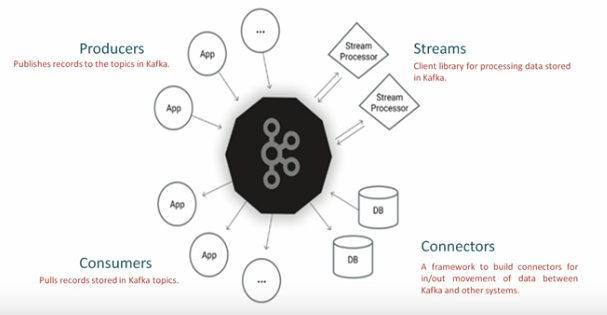 Producers
Publishes records to the topics in Kafka.
App
...
App
Stream
Processor
Stream
Processor
Streams
Client library for processing data stored
in Kafka.
App
App
...
Consumers
Pulls records stored in Kafka topics.
DB
DB
Connectors
A framework to build connectors for
in/out movement of data between
Kafka and other systems.